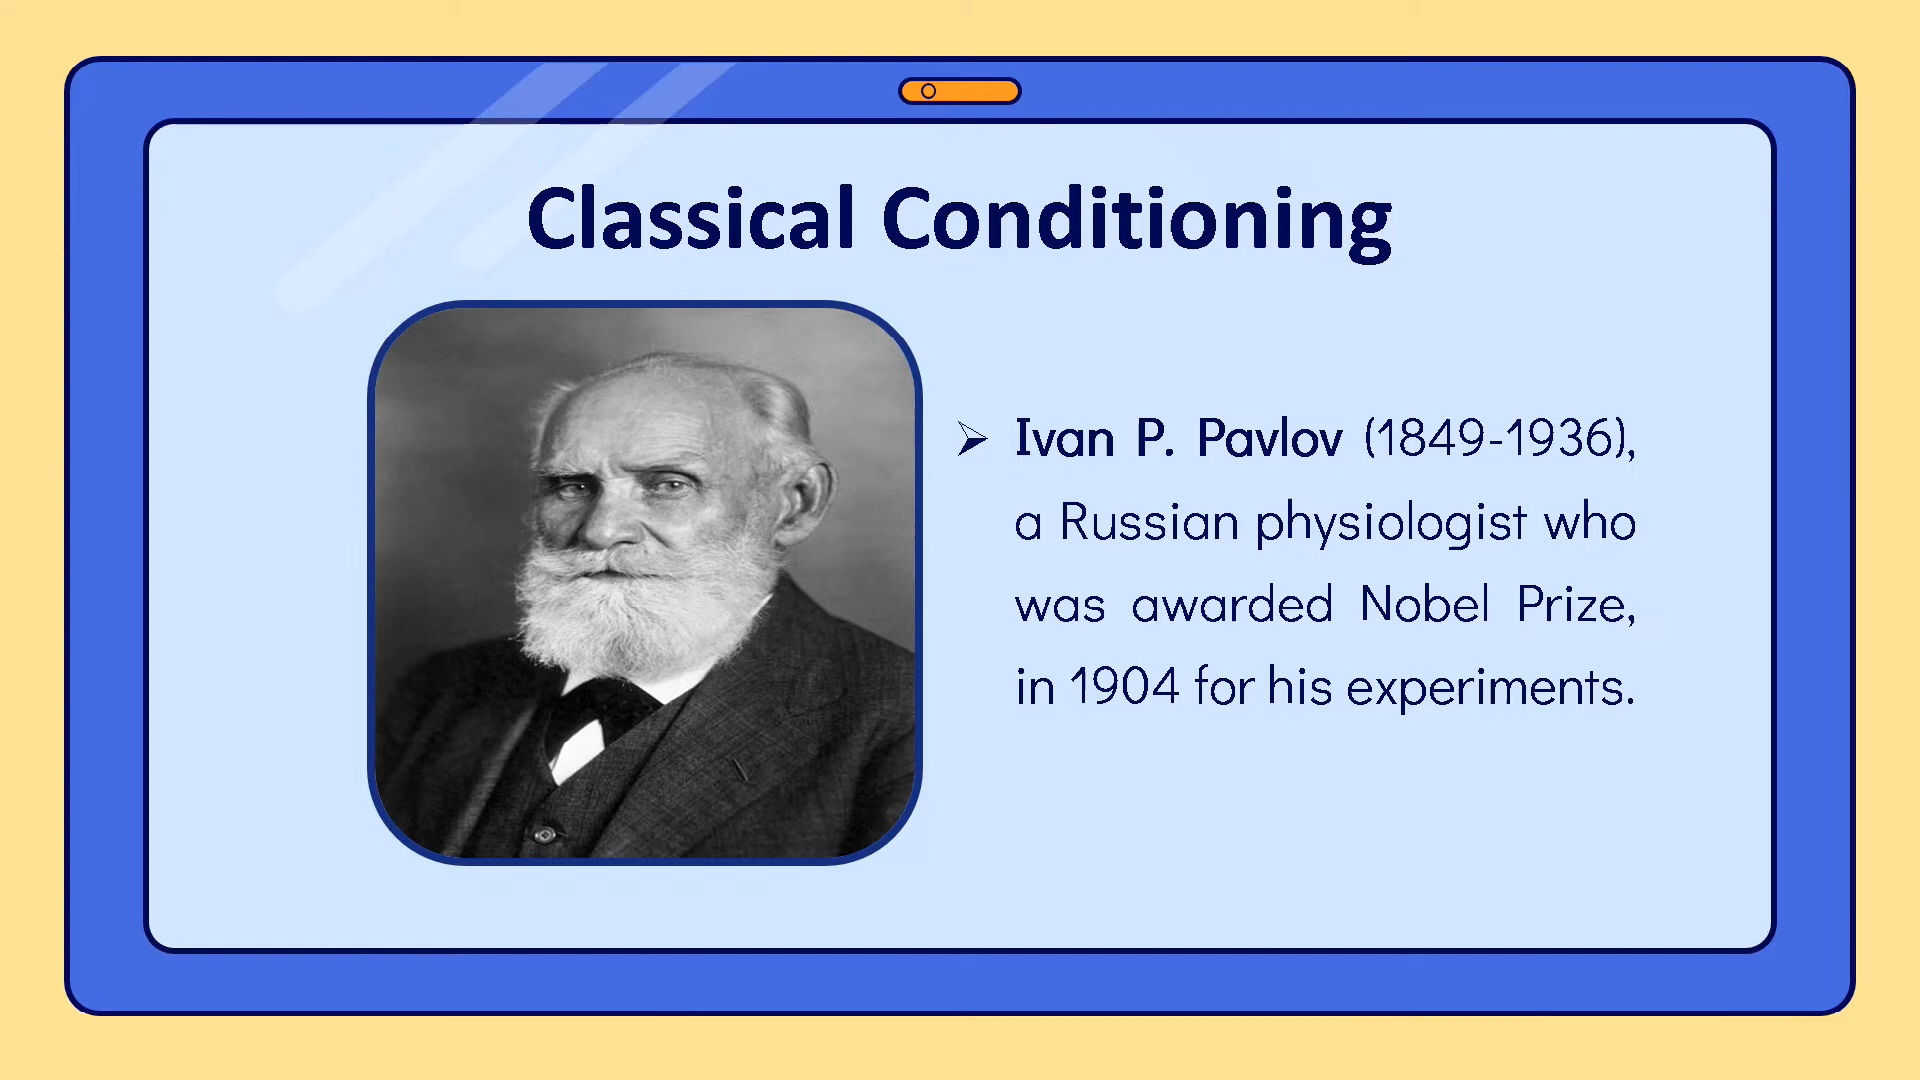 Classical Conditioning
Ivan P. Pavlov (1849-1936),
a Russian physiologist who
was awarded Nobel Prize,
in 1904 for his experiments.